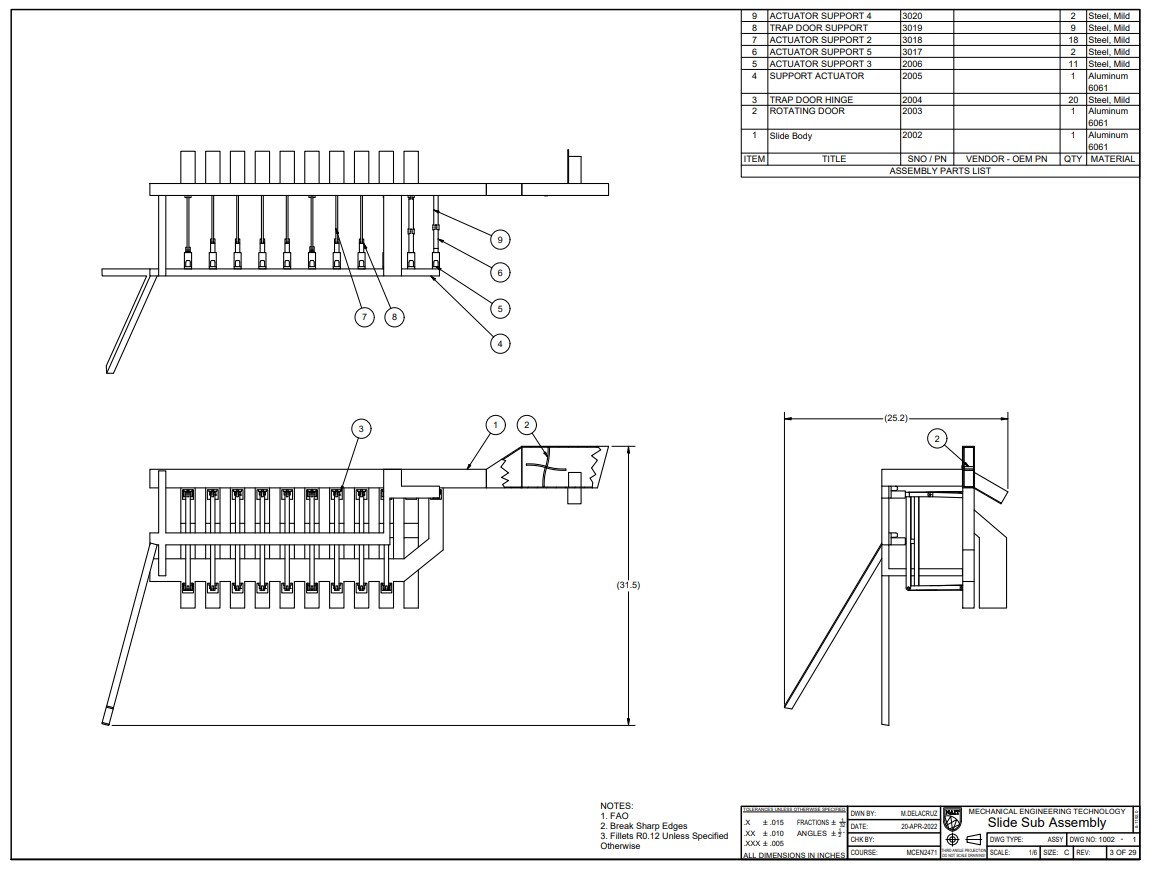 9 ACTUATOR SUPPORT 4 3020 2 Steel, Mild
8 TRAP DOOR SUPPORT 3019 9 Steel, Mild
7 ACTUATOR SUPPORT 2 3018 18 Steel, Mild
6 ACTUATOR SUPPORT 5 3017 2 Steel, Mild
5 ACTUATOR SUPPORT 3 2006 11 Steel, Mild
4 SUPPORT ACTUATOR 2005 1 Aluminum
6061
3 TRAP DOOR HINGE 2004 20 Steel, Mild
2 ROTATING DOOR 2003 1 Aluminum
6061
1 Slide Body 2002 1 Aluminum
6061
ITEM TITLE SNO / PN VENDOR - OEM PN QTY MATERIAL
ASSEMBLY PARTS LIST
9
6
5
7 8
4
3
1 2
(31.5)
(25.2)
2
NOTES:
1. FAO
2. Break Sharp Edges
3. Fillets R0.12 Unless Specified
Otherwise
TOLERANCES UNLESS OTHERWISE SPECIFIED
.X ± .015 FRACTIONS ±
.XX ± .010 ANGLES ±
.XXX ± .005
ALL DIMENSIONS IN INCHES
DWN BY: M.DELACRUZ
DATE: 20-APR-2022
CHK BY:
COURSE: MCEN2471
NAIT
THIRD ANGLE PROJECTION
DO NOT SCALE DRAWINGS
MECHANICAL ENGINEERING TECHNOLOGY
Slide Sub Assembly
DWG TYPE: ASSY DWG NO: 1002 - 1
SCALE: 1/6 SIZE: C REV: 3 OF 29